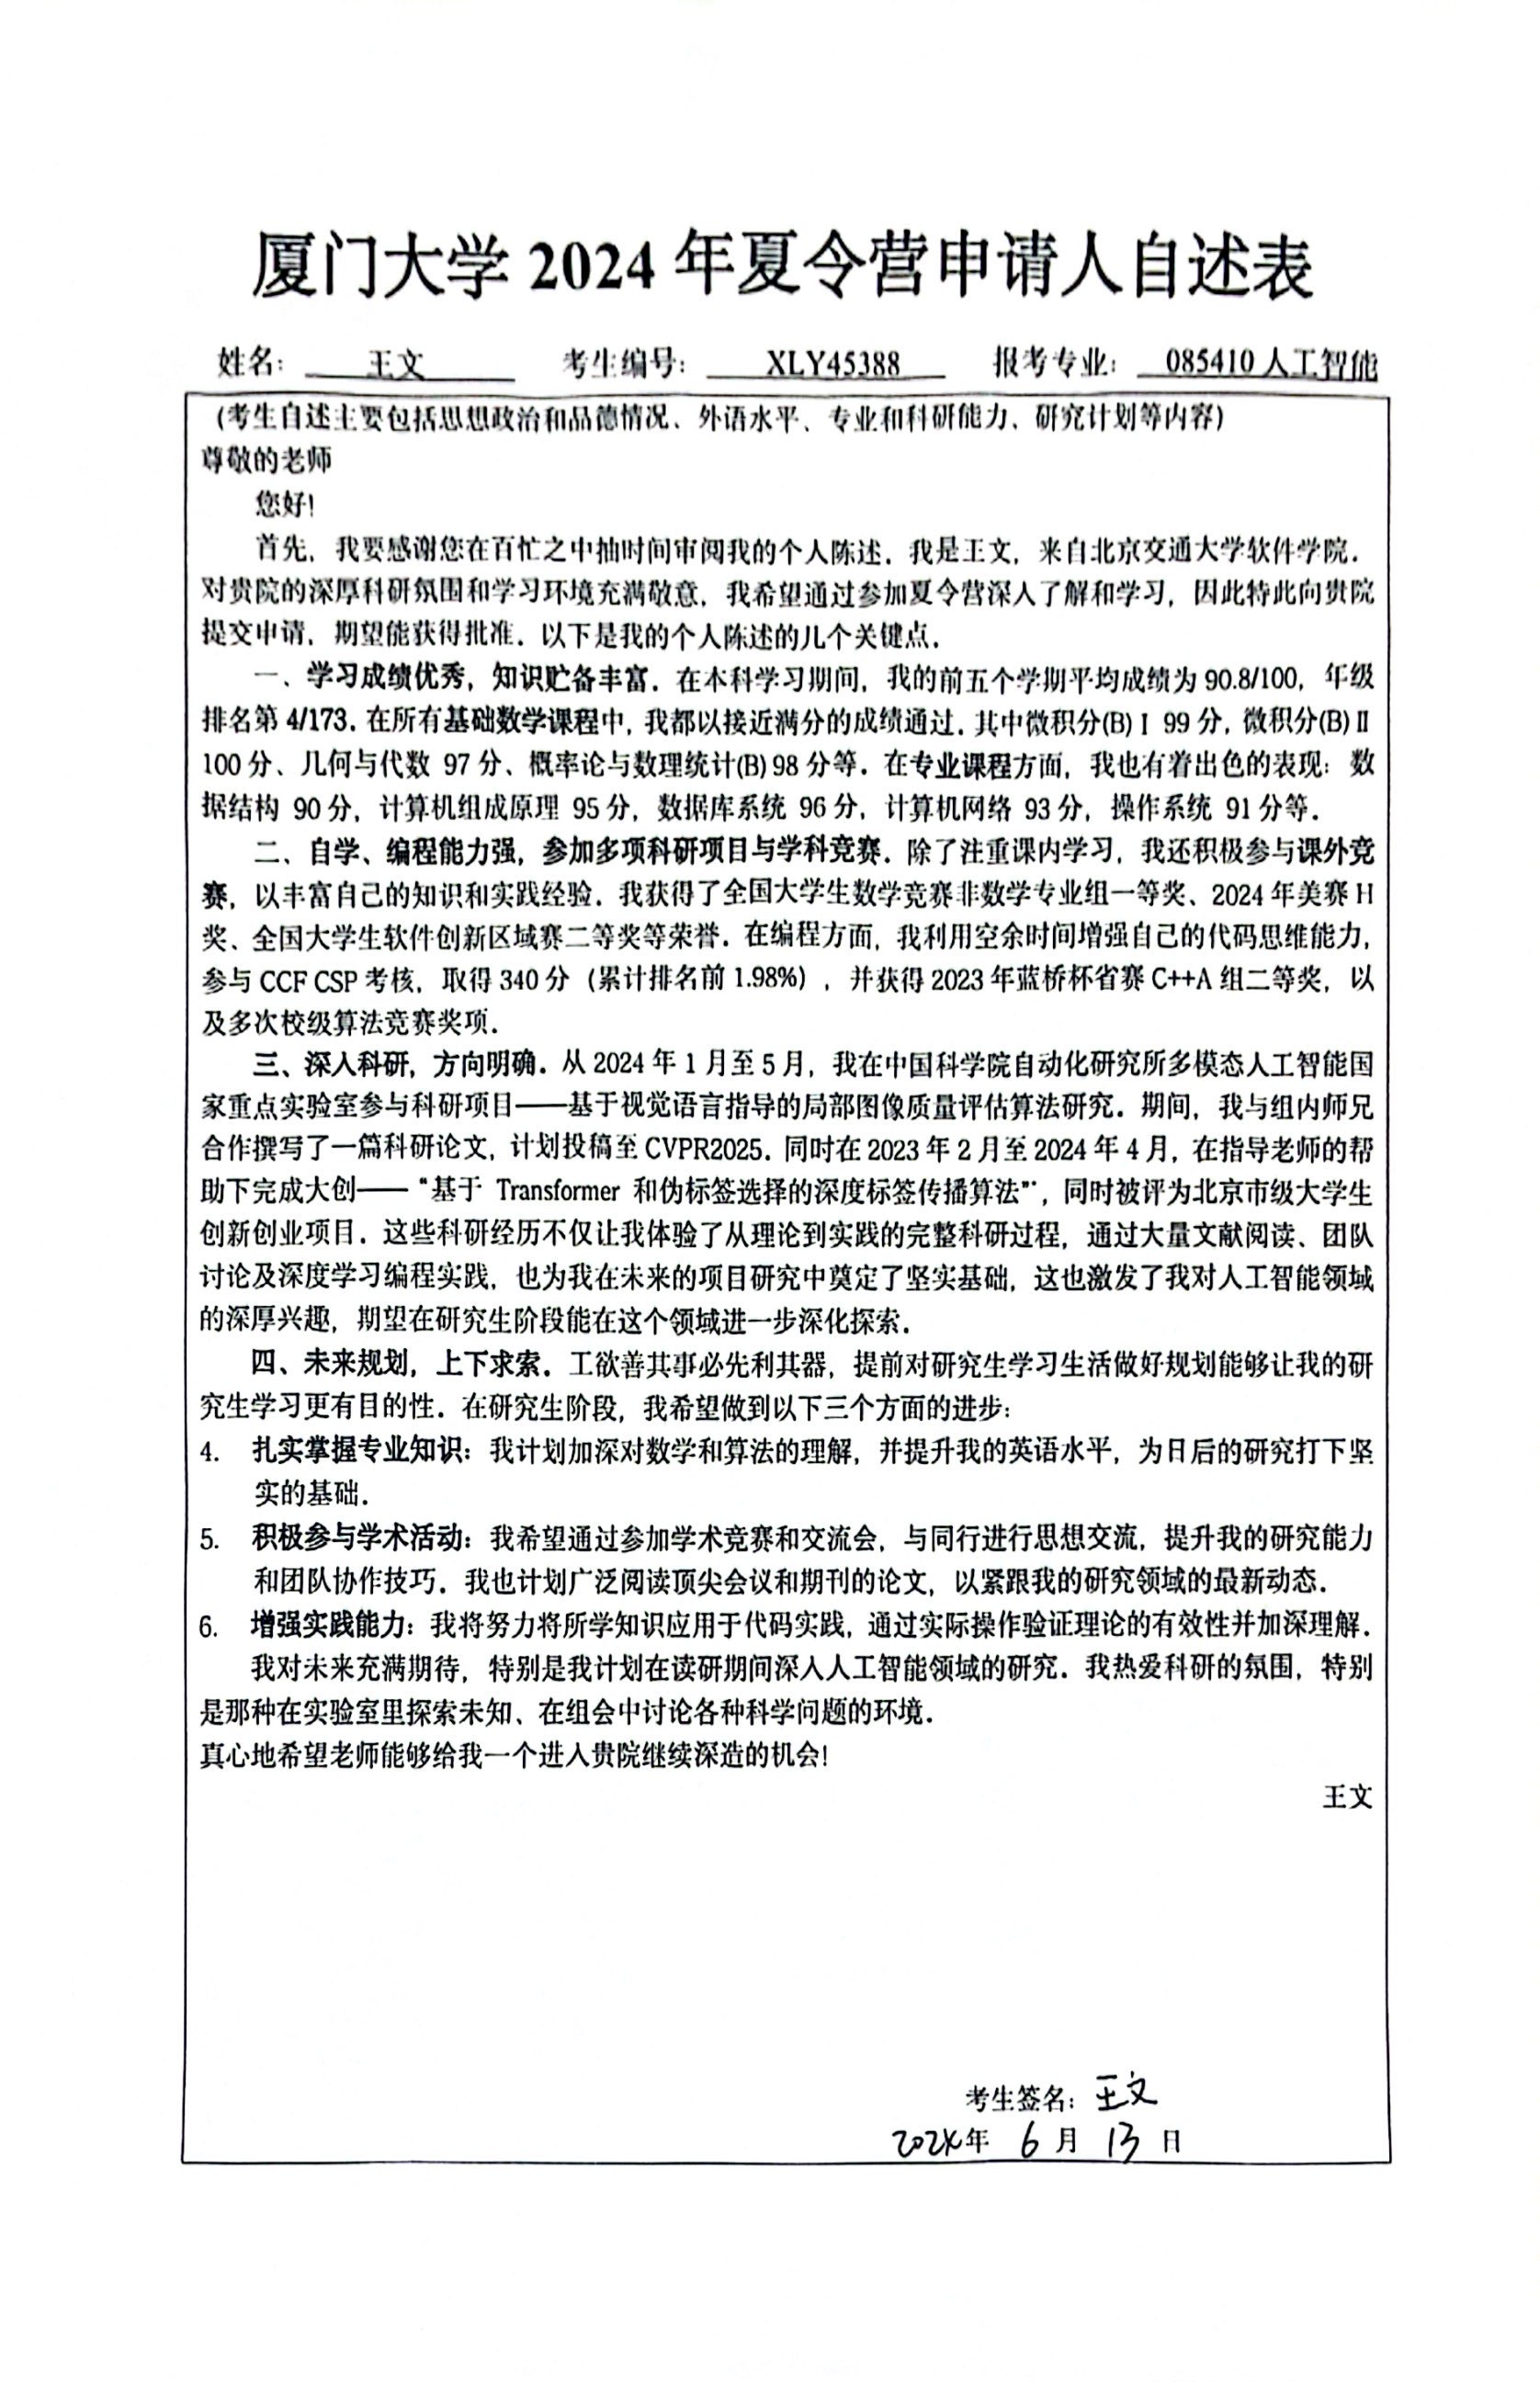 厦门大学 2024 年夏令营申请人自述表
姓名： 王文 考生编号： XLY45388 报考专业： 085410 人工智能
（考生自述主要包括思想政治和品德情况、外语水平、专业和科研能力、研究计划等内容）
尊敬的老师
您好！
首先，我要感谢您在百忙之中抽时间审阅我的个人陈述．我是王文，来自北京交通大学软件学院．
对贵院的深厚科研氛围和学习环境充满敬意，我希望通过参加夏令营深入了解和学习，因此特此向贵院
提交申请，期望能获得批准．以下是我的个人陈述的几个关键点．
一、学习成绩优秀，知识贮备丰富．在本科学习期间，我的前五个学期平均成绩为 90.8/100，年级
排名第 4/173．在所有基础数学课程中，我都以接近满分的成绩通过．其中微积分(B)Ⅰ 99 分，微积分(B)Ⅱ
100 分、几何与代数 97 分、概率论与数理统计(B) 98 分等．在专业课程方面，我也有着出色的表现：数
据结构 90 分，计算机组成原理 95 分，数据库系统 96 分，计算机网络 93 分，操作系统 91 分等．
二、自学、编程能力强，参加多项科研项目与学科竞赛．除了注重课内学习，我还积极参与课外竞
赛，以丰富自己的知识和实践经验．我获得了全国大学生数学竞赛非数学专业组一等奖、2024 年美赛 H
奖、全国大学生软件创新区域赛二等奖等荣誉．在编程方面，我利用空余时间增强自己的代码思维能力，
参与 CCF CSP 考核，取得 340 分（累计排名前 1.98%），并获得 2023 年蓝桥杯省赛 C++A 组二等奖，以
及多次校级算法竞赛奖项．
三、深入科研，方向明确．从 2024 年 1 月至 5 月，我在中国科学院自动化研究所多模态人工智能国
家重点实验室参与科研项目——基于视觉语言指导的局部图像质量评估算法研究．期间，我与组内师兄
合作撰写了一篇科研论文，计划投稿至 CVPR2025．同时在 2023 年 2 月至 2024 年 4 月，在指导老师的帮
助下完成大创——“基于 Transformer 和伪标签选择的深度标签传播算法”，同时被评为北京市级大学生
创新创业项目．这些科研经历不仅让我体验了从理论到实践的完整科研过程，通过大量文献阅读、团队
讨论及深度学习编程实践，也为我在未来的项目研究中奠定了坚实基础，这也激发了我对人工智能领域
的深厚兴趣，期望在研究生阶段能在这个领域进一步深化探索．
四、未来规划，上下求索．工欲善其事必先利其器，提前对研究生学习生活做好规划能够让我的研
究生学习更有目的性．在研究生阶段，我希望做到以下三个方面的进步：
4. 扎实掌握专业知识：我计划加深对数学和算法的理解，并提升我的英语水平，为日后的研究打下坚
实的基础．
5. 积极参与学术活动：我希望通过参加学术竞赛和交流会，与同行进行思想交流，提升我的研究能力
和团队协作技巧．我也计划广泛阅读顶尖会议和期刊的论文，以紧跟我的研究领域的最新动态．
6. 增强实践能力：我将努力将所学知识应用于代码实践，通过实际操作验证理论的有效性并加深理解．
我对未来充满期待，特别是我计划在读研期间深入人工智能领域的研究．我热爱科研的氛围，特别
是那种在实验室里探索未知、在组会中讨论各种科学问题的环境．
真心地希望老师能够给我一个进入贵院继续深造的机会！
王文
考生签名：王文
2024年 6 月 13 日